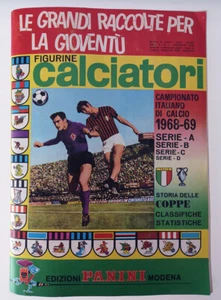 LE GRANDI RACCOLTE PER
LA GIOVENTÙ
FIGURINE
calciatori
CAMPIONATO
ITALIANO
DI CALCIO
1968-69
SERIE-A
SERIE-B
SERIE-C
SERIE-D
STORIA DELLE
COPPE
CLASSIFICHE
STATISTICHE
EDIZIONI PANINI MODENA